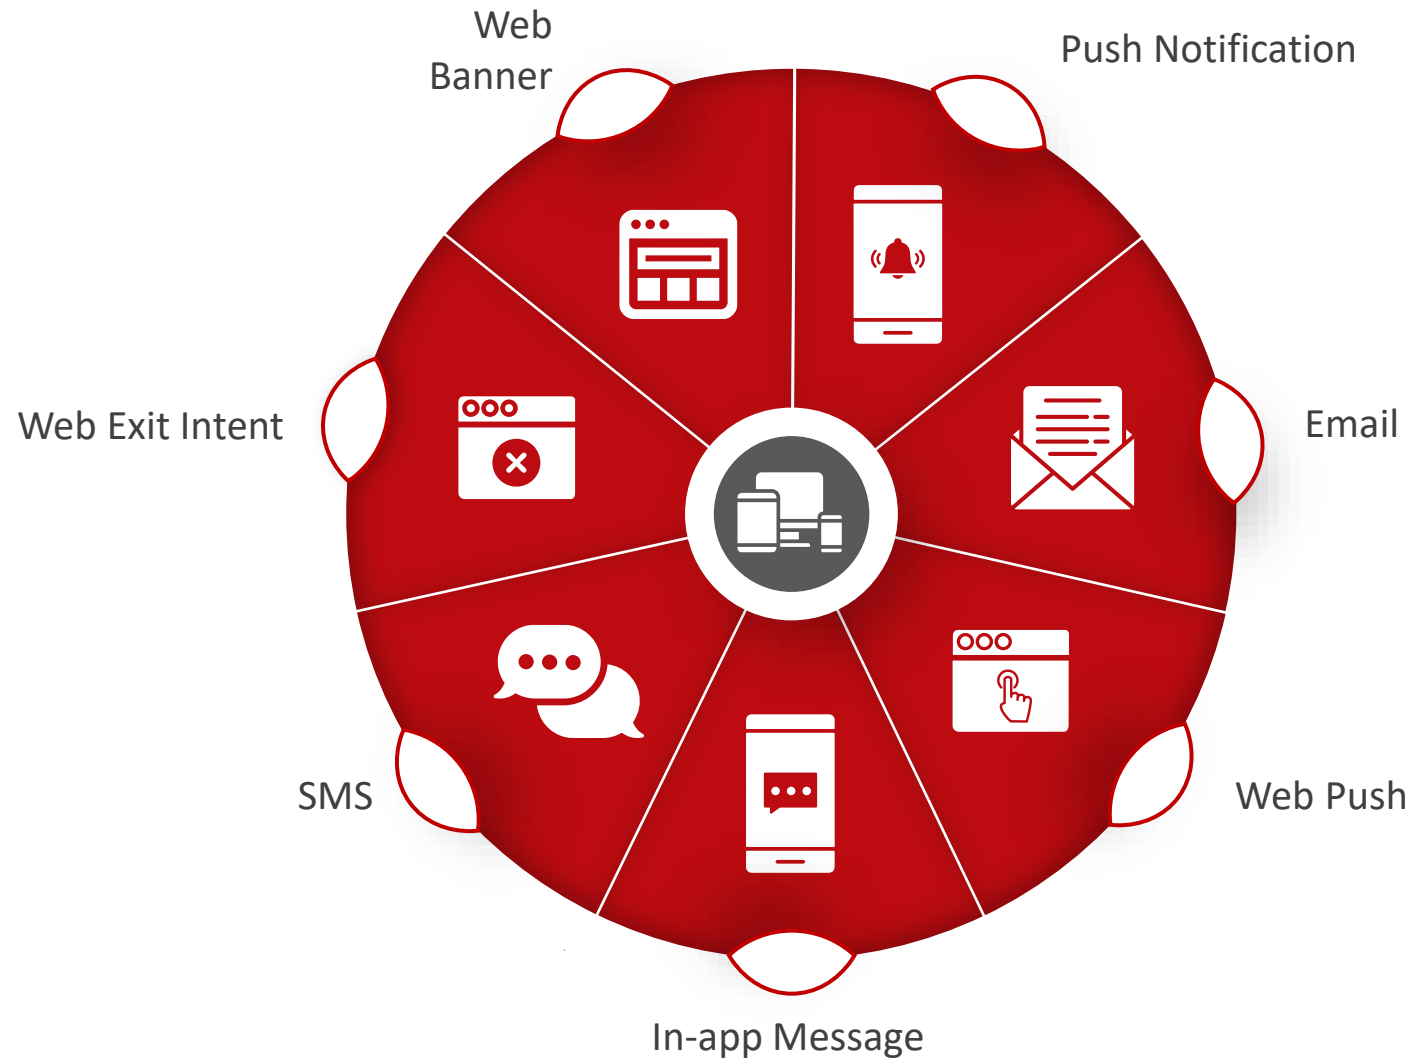 Web
Banner
Push Notification
Web Exit Intent
Email
SMS
Web Push
In-app Message